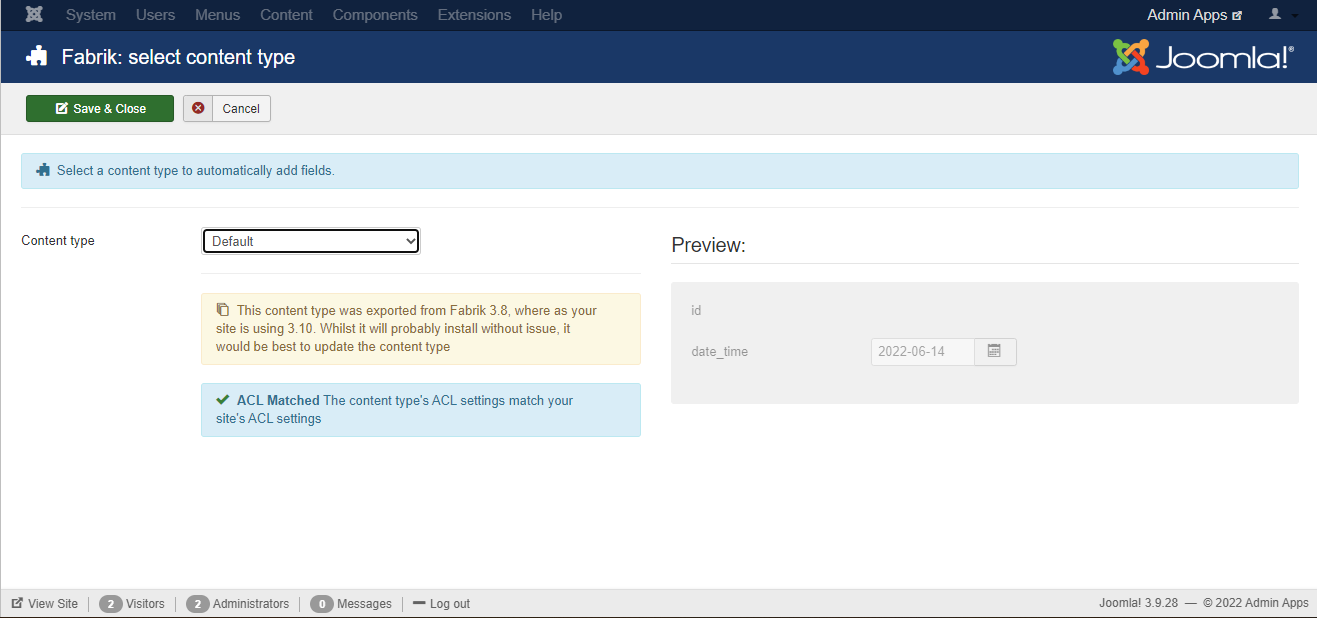 System Users Menus Content Components Extensions Help Admin Apps
Fabrik: select content type Joomla!®
Save & Close Cancel
Select a content type to automatically add fields.
Content type Default
Preview:
This content type was exported from Fabrik 3.8, where as your
site is using 3.10. Whilst it will probably install without issue, it
would be best to update the content type
ACL Matched The content type's ACL settings match your
site's ACL settings
id
date_time 2022-06-14
View Site 2 Visitors 2 Administrators 0 Messages Log out Joomla! 3.9.28 — © 2022 Admin Apps